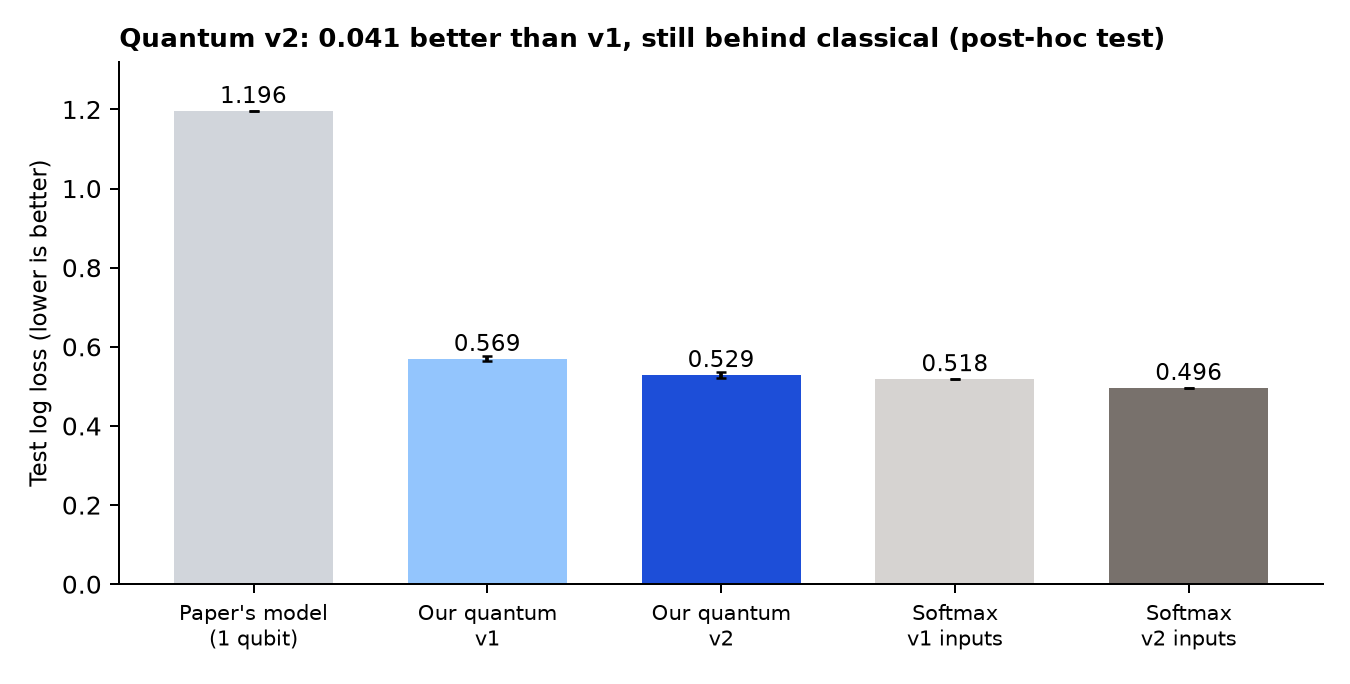 Quantum v2: 0.041 better than v1, still behind classical (post-hoc test)
Test log loss (lower is better)
1.2
1.0
0.8
0.6
0.4
0.2
0.0
1.196
0.569
0.529
0.518
0.496
Paper's model
(1 qubit)
Our quantum
v1
Our quantum
v2
Softmax
v1 inputs
Softmax
v2 inputs